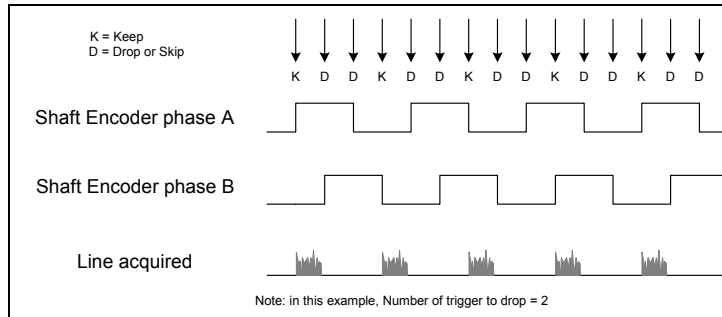 K = Keep
D = Drop or Skip
K D D K D D K D D K D D K D D
Shaft Encoder phase A
Shaft Encoder phase B
Line acquired
Note: in this example, Number of trigger to drop = 2